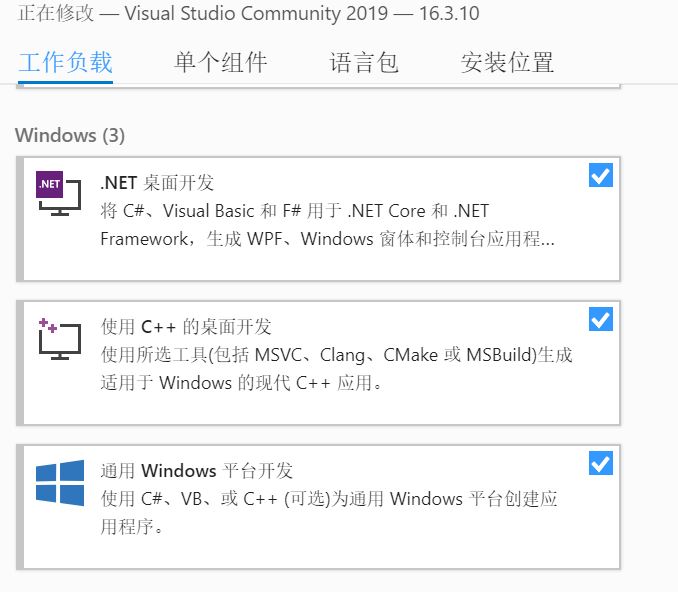 正在修改 — Visual Studio Community 2019 — 16.3.10
工作负载 单个组件 语言包 安装位置
Windows (3)
.NET
.NET 桌面开发
将 C#、Visual Basic 和 F# 用于 .NET Core 和 .NET
Framework，生成 WPF、Windows 窗体和控制台应用程...
使用 C++ 的桌面开发
使用所选工具(包括 MSVC、Clang、CMake 或 MSBuild)生成
适用于 Windows 的现代 C++ 应用。
通用 Windows 平台开发
使用 C#、VB、或 C++ (可选)为通用 Windows 平台创建应
用程序。